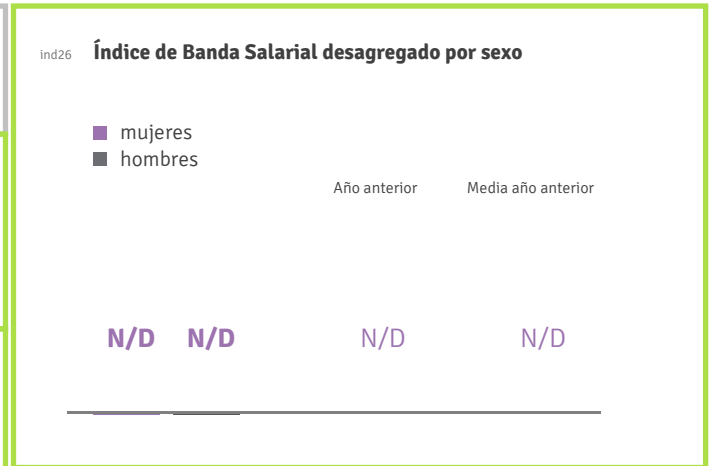 ind26 Índice de Banda Salarial desagregado por sexo
mujeres
hombres
Año anterior Media año anterior
N/D N/D N/D N/D